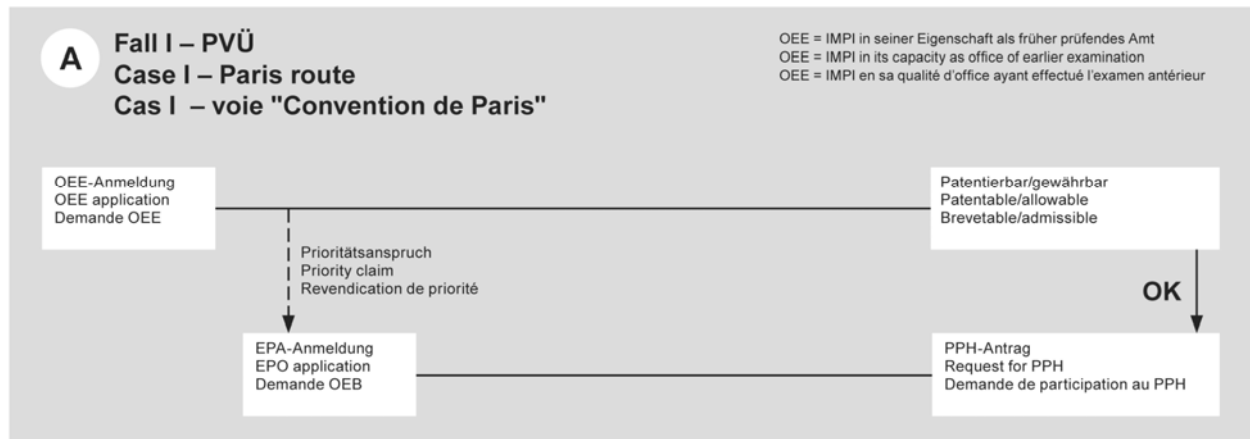 A
Fall I – PVÜ
Case I – Paris route
Cas I – voie "Convention de Paris"
OEE = IMPI in seiner Eigenschaft als früher prüfendes Amt
OEE = IMPI in its capacity as office of earlier examination
OEE = IMPI en sa qualité d'office ayant effectué l'examen antérieur
OEE-Anmeldung
OEE application
Demande OEE
Patentierbar/gewährbar
Patentable/allowable
Brevetable/admissible
Prioritätsanspruch
Priority claim
Revendication de priorité
OK
EPA-Anmeldung
EPO application
Demande OEB
PPH-Antrag
Request for PPH
Demande de participation au PPH